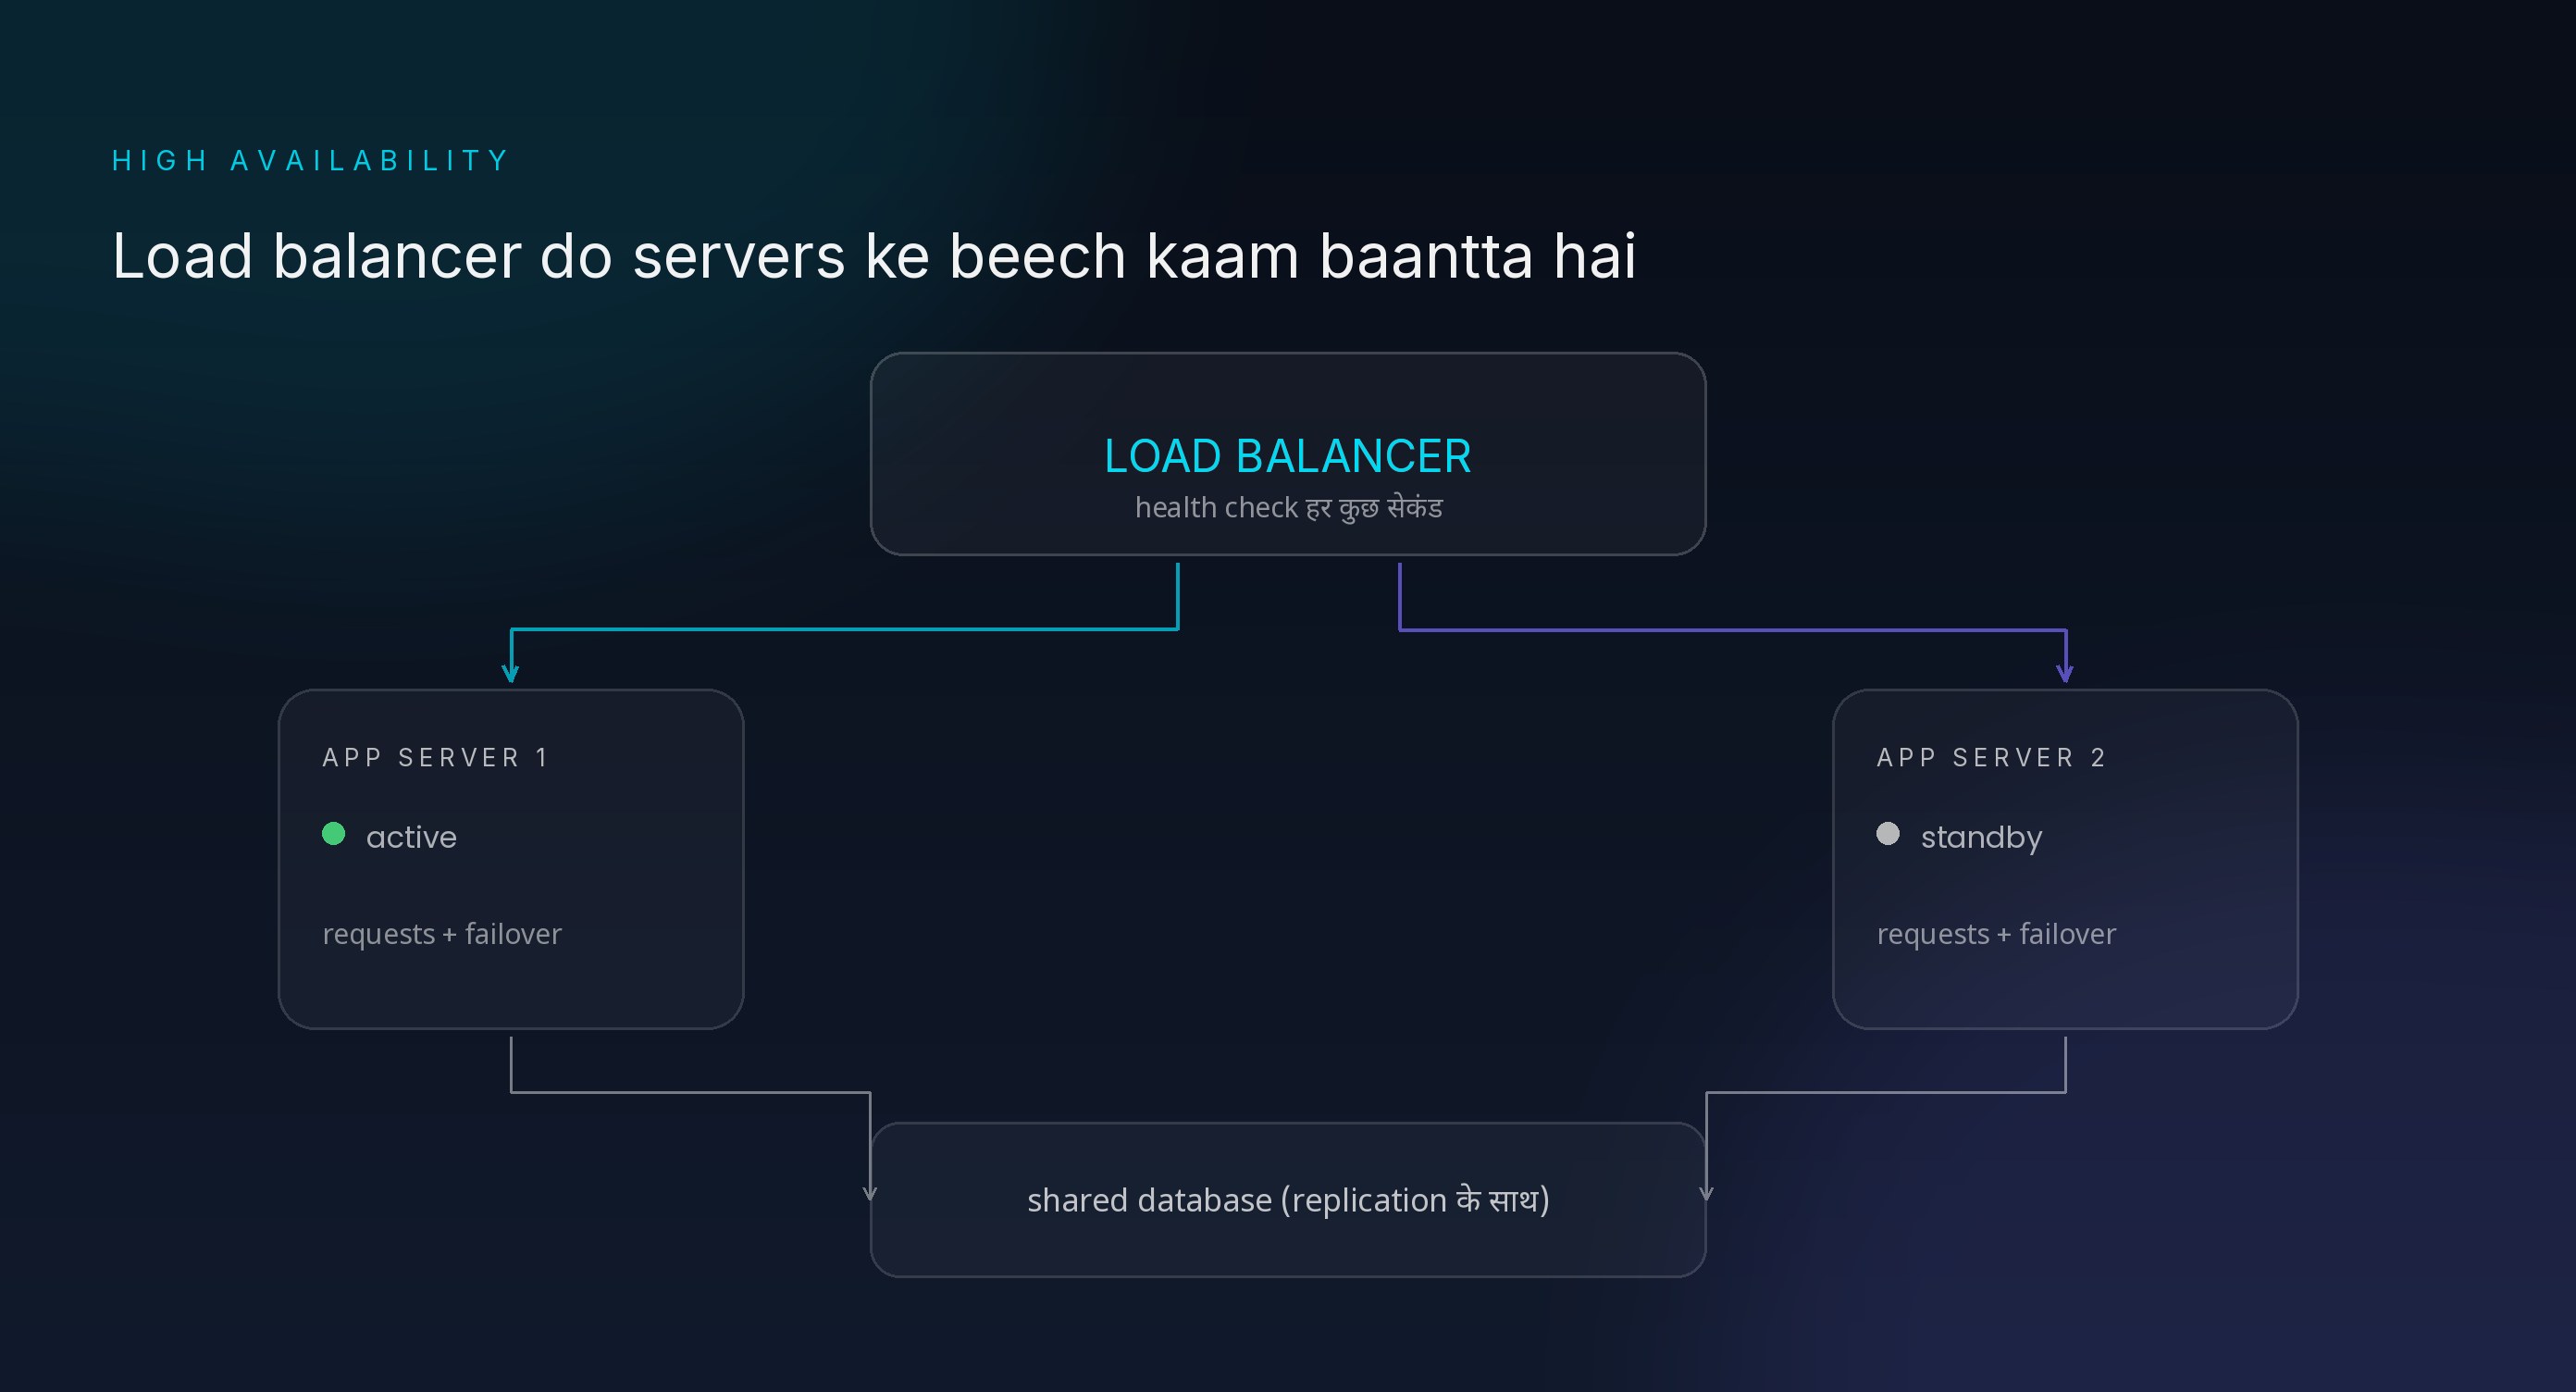 HIGH AVAILABILITY
Load balancer do servers ke beech kaam baantta hai
LOAD BALANCER
health check हर कुछ सेकंड
APP SERVER 1
active
requests + failover
APP SERVER 2
standby
requests + failover
shared database (replication के साथ)